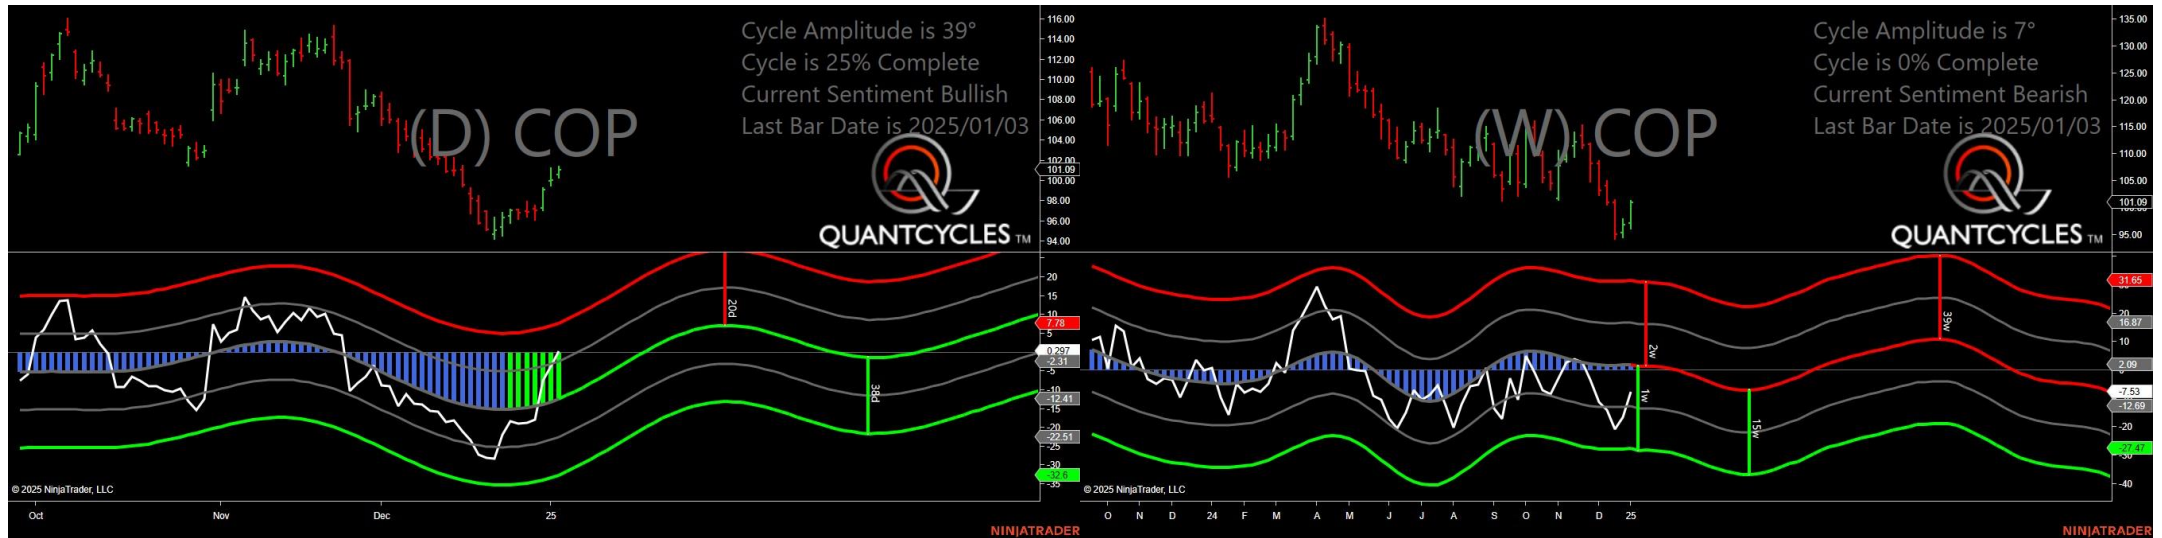 Cycle Amplitude is 39°
Cycle is 25% Complete
Current Sentiment Bullish
Last Bar Date is 2025/01/03
(D) COP
QUANTCYCLES TM
116.00
114.00
112.00
110.00
108.00
106.00
104.00
102.00
101.09
100.00
98.00
96.00
94.00
20d
38d
20
15
10
7.78
5
0.297
-2.31
-5
-10
-12.41
-15
-20
-22.51
-25
-30
-32.6
-35
© 2025 NinjaTrader, LLC
Oct Nov Dec 25
NINJATRADER
Cycle Amplitude is 7°
Cycle is 0% Complete
Current Sentiment Bearish
Last Bar Date is 2025/01/03
(W) COP
QUANTCYCLES TM
135.00
130.00
125.00
120.00
115.00
110.00
105.00
101.09
95.00
2w
1w
15w
39w
31.65
20
16.87
10
2.09
-7.53
-12.69
-20
-27.47
-30
-40
© 2025 NinjaTrader, LLC
O N D 24 F M A M J J A S O N D 25
NINJATRADER